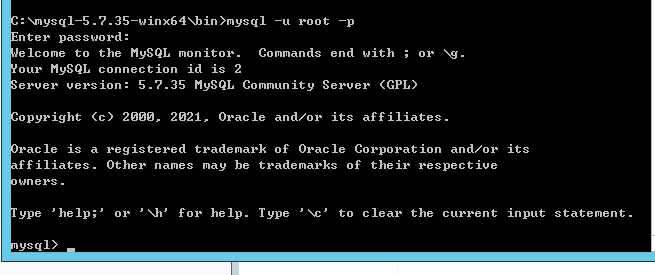 C:\mysql-5.7.35-winx64\bin>mysql -u root -p
Enter password:
Welcome to the MySQL monitor.  Commands end with ; or \g.
Your MySQL connection id is 2
Server version: 5.7.35 MySQL Community Server (GPL)
Copyright (c) 2000, 2021, Oracle and/or its affiliates.
Oracle is a registered trademark of Oracle Corporation and/or its
affiliates. Other names may be trademarks of their respective
owners.
Type 'help;' or '\h' for help. Type '\c' to clear the current input statement.
mysql> _